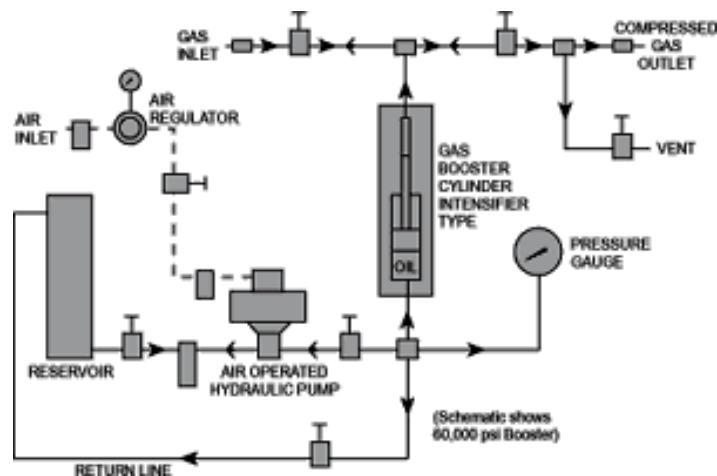 GAS
INLET
COMPRESSED
GAS
OUTLET
AIR
REGULATOR
AIR
INLET
VENT
GAS
BOOSTER
CYLINDER
INTENSIFIER
TYPE
OIL
PRESSURE
GAUGE
RESERVOIR
AIR OPERATED
HYDRAULIC PUMP
(Schematic shows
60,000 psi Booster)
RETURN LINE